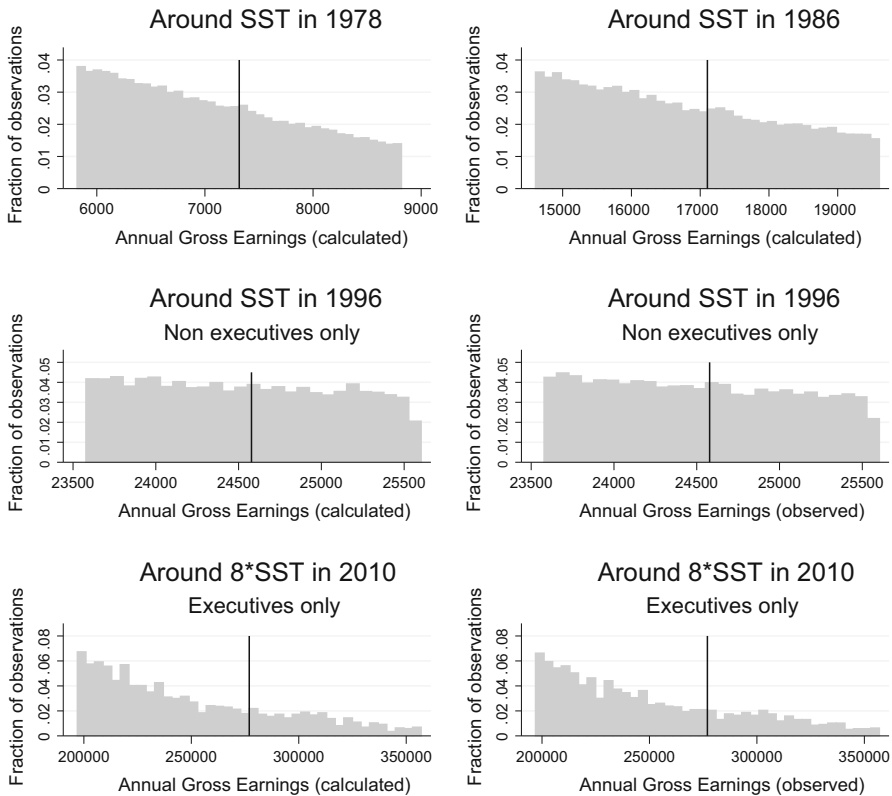 Around SST in 1978
Fraction of observations
0 .01 .02 .03 .04
6000 7000 8000 9000
Annual Gross Earnings (calculated)
Around SST in 1986
Fraction of observations
0 .01 .02 .03 .04
15000 16000 17000 18000 19000
Annual Gross Earnings (calculated)
Around SST in 1996
Non executives only
Fraction of observations
0 .01 .02 .03 .04 .05
23500 24000 24500 25000 25500
Annual Gross Earnings (calculated)
Around SST in 1996
Non executives only
Fraction of observations
0 .01 .02 .03 .04 .05
23500 24000 24500 25000 25500
Annual Gross Earnings (observed)
Around 8*SST in 2010
Executives only
Fraction of observations
0 .02 .04 .06 .08
200000 250000 300000 350000
Annual Gross Earnings (calculated)
Around 8*SST in 2010
Executives only
Fraction of observations
0 .02 .04 .06 .08
200000 250000 300000 350000
Annual Gross Earnings (observed)